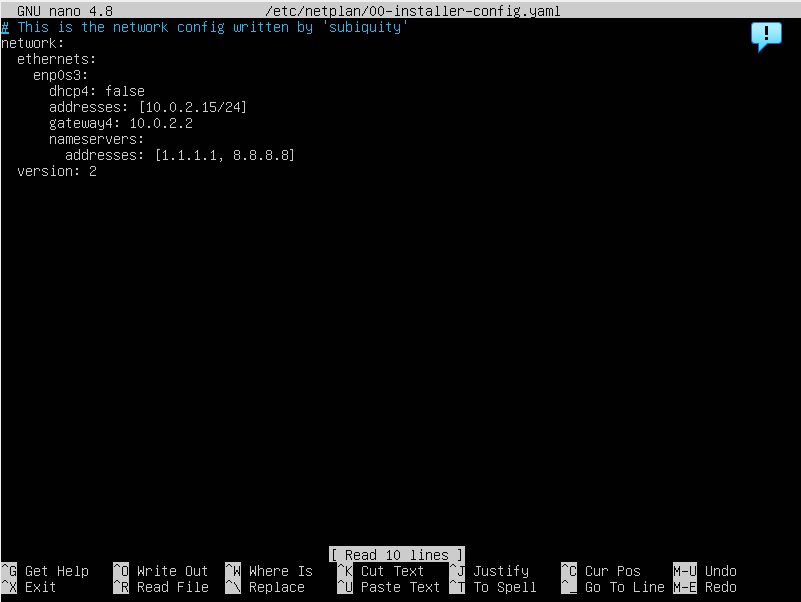 GNU nano 4.8 /etc/netplan/00-installer-config.yaml
# This is the network config written by 'subiquity'
network:
  ethernets:
    enp0s3:
      dhcp4: false
      addresses: [10.0.2.15/24]
      gateway4: 10.0.2.2
      nameservers:
        addresses: [1.1.1.1, 8.8.8.8]
  version: 2
[ Read 10 lines ]
^G Get Help ^O Write Out ^W Where Is ^K Cut Text ^J Justify ^C Cur Pos M-U Undo
^X Exit ^R Read File ^\ Replace ^U Paste Text ^T To Spell ^_ Go To Line M-E Redo